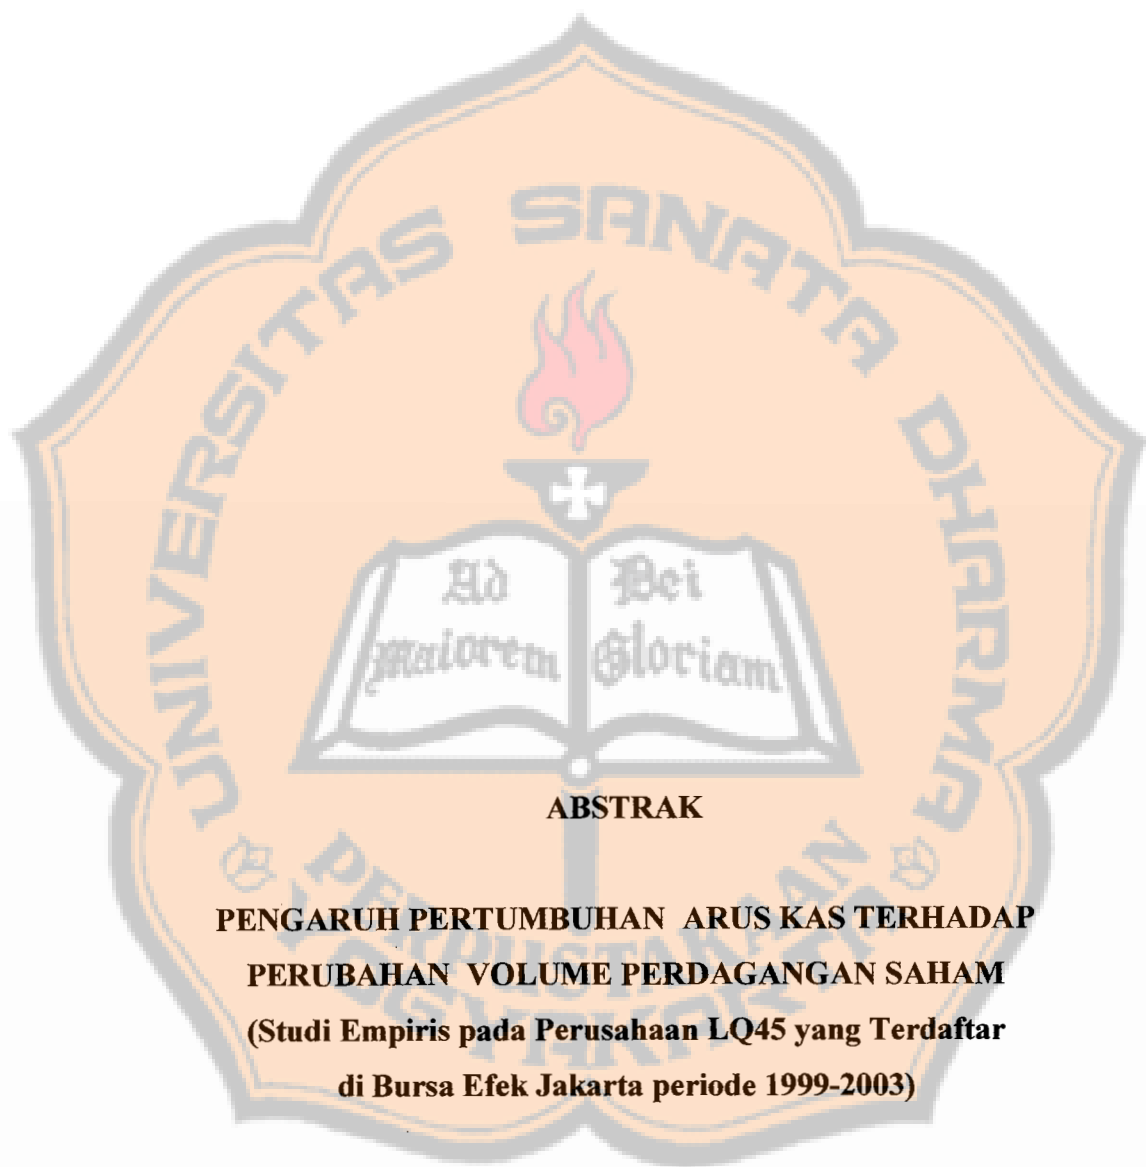 UNIVERSITAS SANATA DHARMA
Ad Dei
Maiorem Gloriam
ABSTRAK
PERPUSTAKAAN
YOGYAKARTA
PENGARUH PERTUMBUHAN ARUS KAS TERHADAP
PERUBAHAN VOLUME PERDAGANGAN SAHAM
(Studi Empiris pada Perusahaan LQ45 yang Terdaftar
di Bursa Efek Jakarta periode 1999-2003)